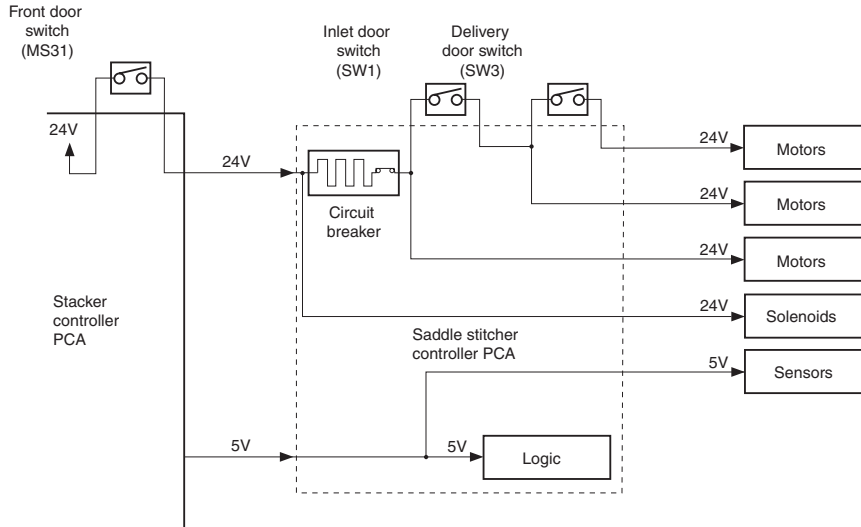 Front door
switch
(MS31)
Inlet door
switch
(SW1)
Delivery
door switch
(SW3)
24V
24V
24V
Motors
Circuit
breaker
24V
Motors
24V
Motors
Stacker
controller
PCA
24V
Solenoids
Saddle stitcher
controller PCA
5V
Sensors
5V
5V
Logic